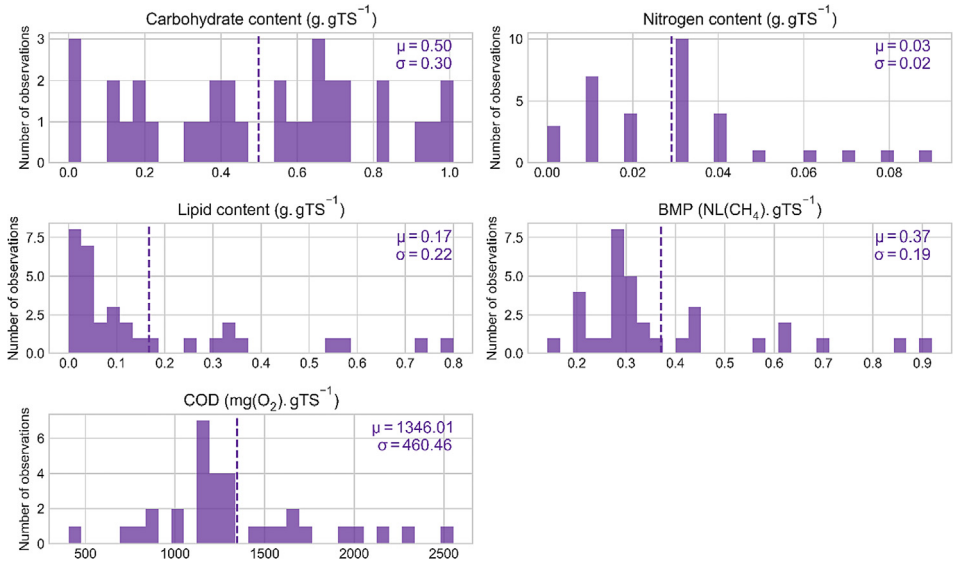 Carbohydrate content (g. gTS⁻¹)
Number of observations
3
2
1
0
μ = 0.50
σ = 0.30
0.0 0.2 0.4 0.6 0.8 1.0
Nitrogen content (g. gTS⁻¹)
Number of observations
10
5
0
μ = 0.03
σ = 0.02
0.00 0.02 0.04 0.06 0.08
Lipid content (g. gTS⁻¹)
Number of observations
7.5
5.0
2.5
0.0
μ = 0.17
σ = 0.22
0.0 0.1 0.2 0.3 0.4 0.5 0.6 0.7 0.8
BMP (NL(CH₄). gTS⁻¹)
Number of observations
7.5
5.0
2.5
0.0
μ = 0.37
σ = 0.19
0.2 0.3 0.4 0.5 0.6 0.7 0.8 0.9
COD (mg(O₂). gTS⁻¹)
Number of observations
6
4
2
0
μ = 1346.01
σ = 460.46
500 1000 1500 2000 2500